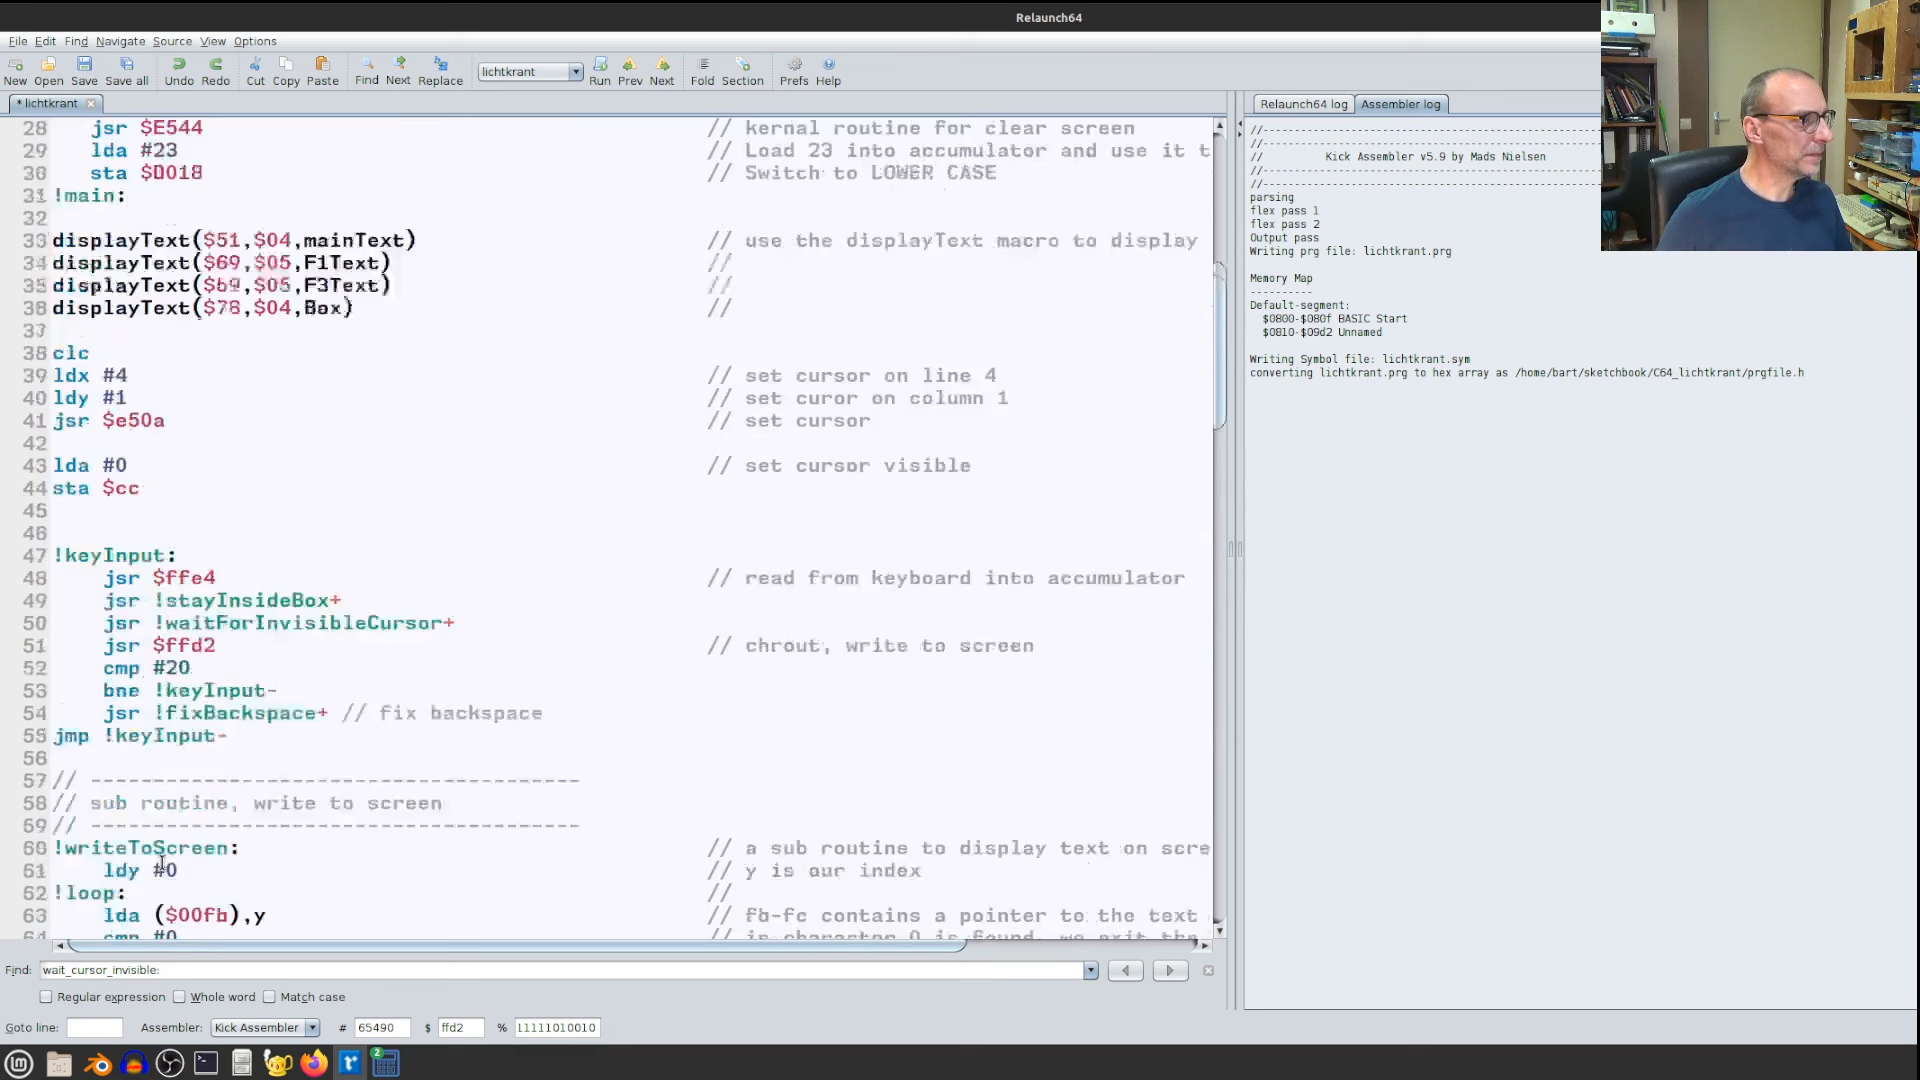 Relaunch64
File Edit Find Navigate Source View Options
New Open Save Save all Undo Redo Cut Copy Paste Find Next Replace lichtkrant Run Prev Next Fold Section Prefs Help
* lichtkrant
28 jsr $E544 // kernal routine for clear screen
29 lda #23 // Load 23 into accumulator and use it t
30 sta $D018 // Switch to LOWER CASE
31 !main:
32
33 displayText($51,$04,mainText) // use the displayText macro to display
34 displayText($69,$05,F1Text) //
35 displayText($b9,$05,F3Text) //
36 displayText($78,$04,Box) //
37
38 clc
39 ldx #4 // set cursor on line 4
40 ldy #1 // set curor on column 1
41 jsr $e50a // set cursor
42
43 lda #0 // set cursor visible
44 sta $cc
45
46
47 !keyInput:
48 jsr $ffe4 // read from keyboard into accumulator
49 jsr !stayInsideBox+
50 jsr !waitForInvisibleCursor+
51 jsr $ffd2 // chrout, write to screen
52 cmp #20
53 bne !keyInput-
54 jsr !fixBackspace+ // fix backspace
55 jmp !keyInput-
56
57 // ---------------------------------------
58 // sub routine, write to screen
59 // ---------------------------------------
60 !writeToScreen: // a sub routine to display text on scre
61 ldy #0 // y is our index
62 !loop: //
63 lda ($00fb),y // fb-fc contains a pointer to the text
Find: wait_cursor_invisible:
Regular expression Whole word Match case
Goto line: Assembler: Kick Assembler # 65490 $ ffd2 % 11111010010
Relaunch64 log Assembler log
//------------------------------------------------------
//------------------------------------------------------
// Kick Assembler v5.9 by Mads Nielsen
//------------------------------------------------------
//------------------------------------------------------
parsing
flex pass 1
flex pass 2
Output pass
Writing prg file: lichtkrant.prg
Memory Map
----------
Default-segment:
$0800-$080f BASIC Start
$0810-$09d2 Unnamed
Writing Symbol file: lichtkrant.sym
converting lichtkrant.prg to hex array as /home/bart/sketchbook/C64_lichtkrant/prgfile.h
2